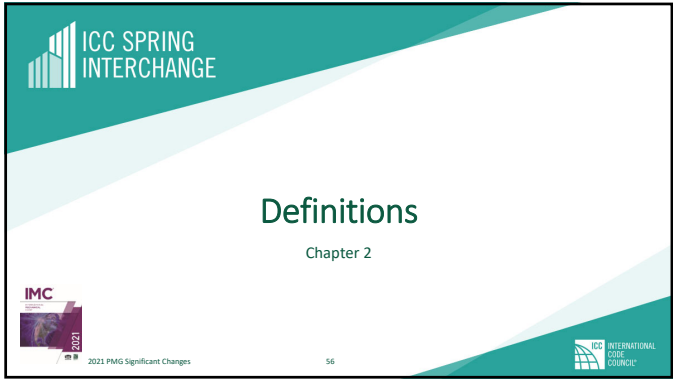 ICC SPRING
INTERCHANGE
Definitions
Chapter 2
IMC
2021
2021 PMG Significant Changes
56
ICC
INTERNATIONAL
CODE
COUNCIL®